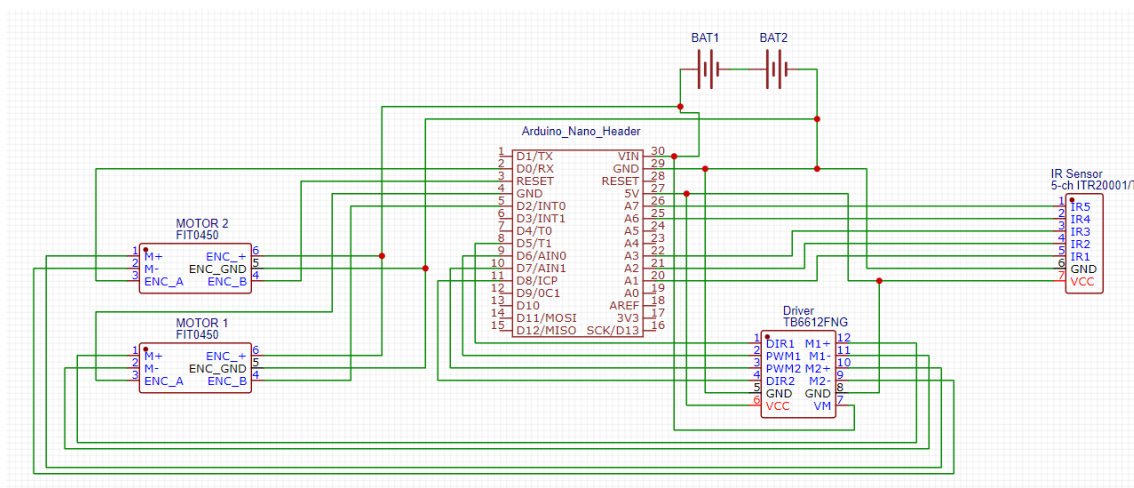 BAT1 BAT2
Arduino_Nano_Header
1 D1/TX VIN 30
2 D0/RX GND 29
3 RESET RESET 28
4 GND 5V 27
5 D2/INT0 A7 26
6 D3/INT1 A6 25
7 D4/T0 A5 24
8 D5/T1 A4 23
9 D6/AIN0 A3 22
10 D7/AIN1 A2 21
11 D8/ICP A1 20
12 D9/0C1 A0 19
13 D10 AREF 18
14 D11/MOSI 3V3 17
15 D12/MISO SCK/D13 16
IR Sensor
5-ch ITR20001/T
1 IR5
2 IR4
3 IR3
4 IR2
5 IR1
6 GND
7 VCC
MOTOR 2
FIT0450
1 M+ ENC_+ 6
2 M- ENC_GND 5
3 ENC_A ENC_B 4
MOTOR 1
FIT0450
1 M+ ENC_+ 6
2 M- ENC_GND 5
3 ENC_A ENC_B 4
Driver
TB6612FNG
1 DIR1 M1+ 12
2 PWM1 M1- 11
3 PWM2 M2+ 10
4 DIR2 M2- 9
5 GND GND 8
6 VCC VM 7